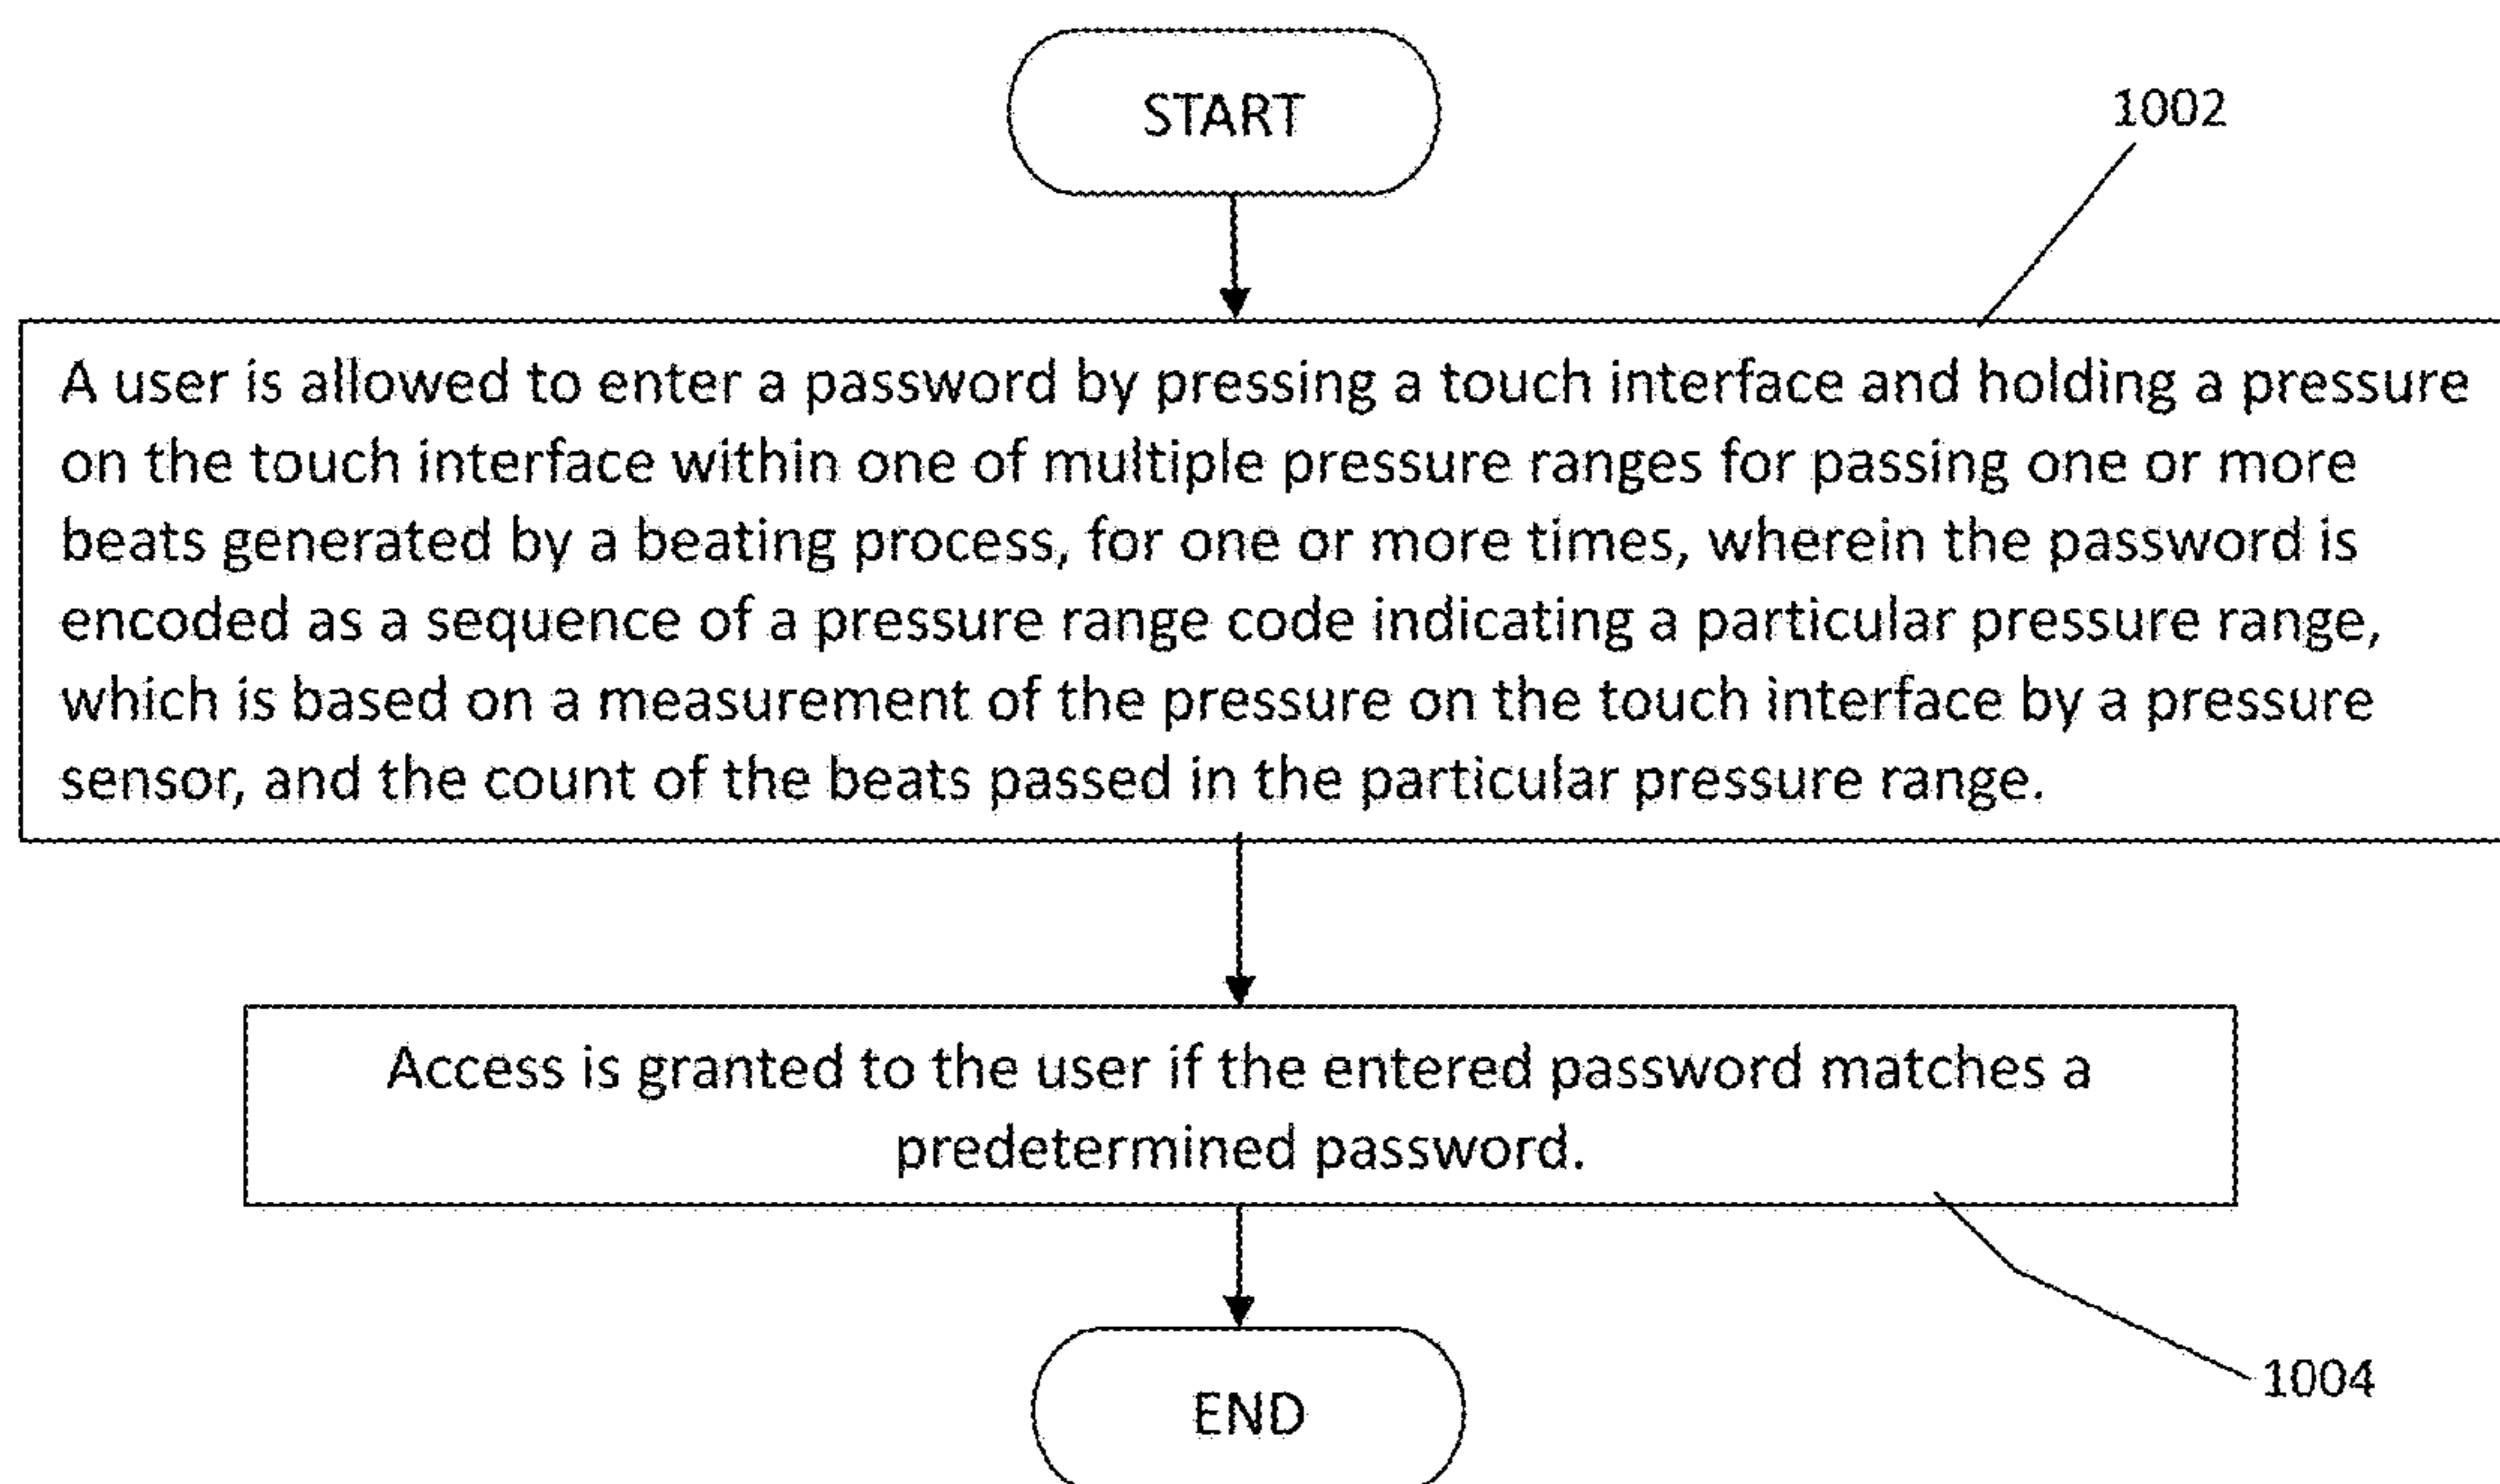 START
1002
A user is allowed to enter a password by pressing a touch interface and holding a pressure
on the touch interface within one of multiple pressure ranges for passing one or more
beats generated by a beating process, for one or more times, wherein the password is
encoded as a sequence of a pressure range code indicating a particular pressure range,
which is based on a measurement of the pressure on the touch interface by a pressure
sensor, and the count of the beats passed in the particular pressure range.
Access is granted to the user if the entered password matches a
predetermined password.
1004
END